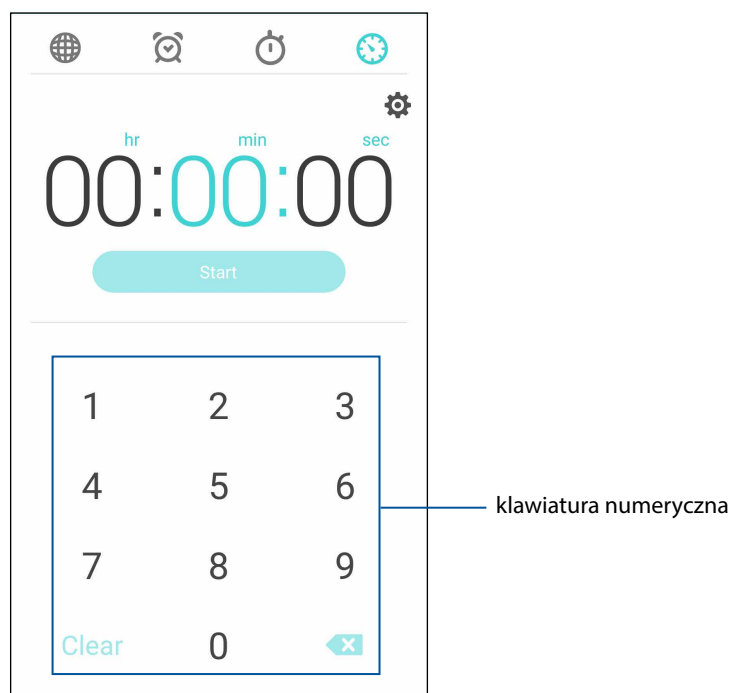 hr min sec
00:00:00
Start
1 2 3
4 5 6
klawiatura numeryczna
7 8 9
Clear 0